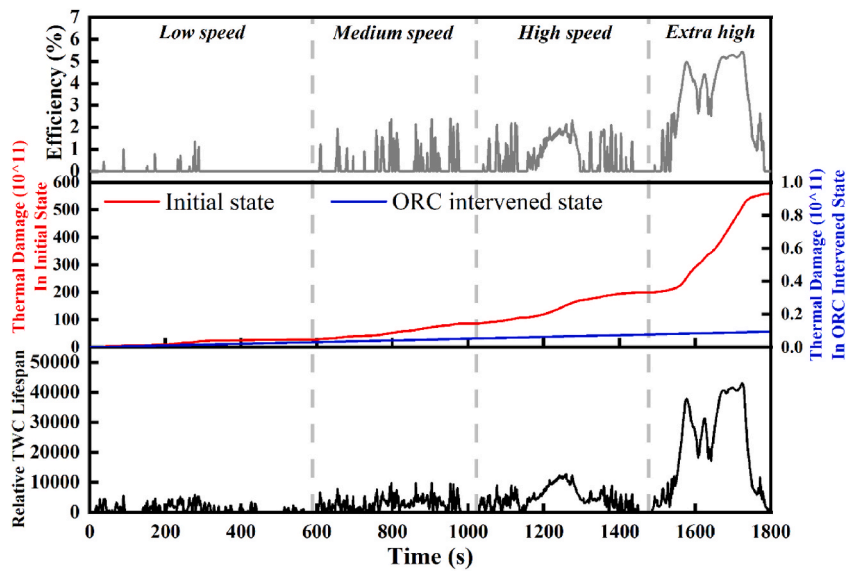 Low speed
Medium speed
High speed
Extra high
Efficiency (%)
7
6
5
4
3
2
1
0
Thermal Damage (10^11)
In Initial State
600
500
400
300
200
100
0
Initial state
ORC intervened state
1.0
0.8
0.6
0.4
0.2
0.0
Thermal Damage (10^11)
In ORC Intervened State
Relative TWC Lifespan
50000
40000
30000
20000
10000
0
0
200
400
600
800
1000
1200
1400
1600
1800
Time (s)